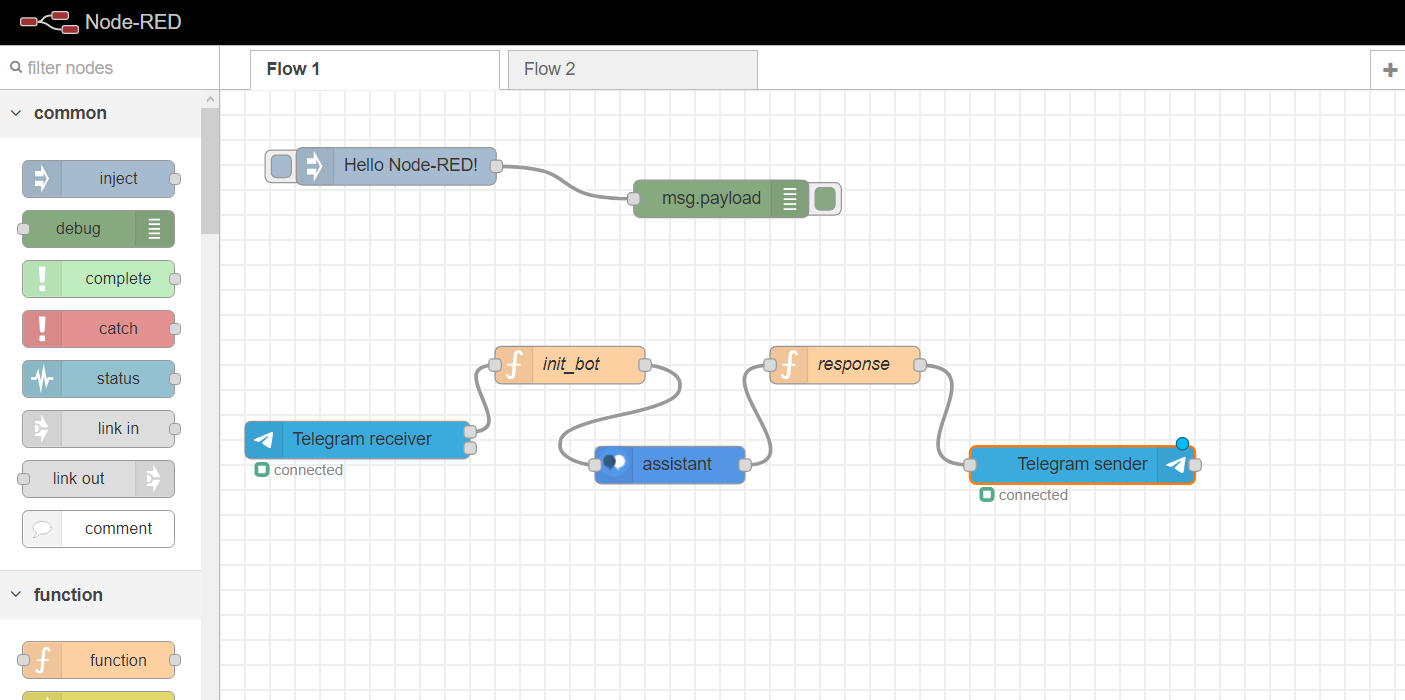 Node-RED
filter nodes
Flow 1
Flow 2
common
inject
debug
complete
catch
status
link in
link out
comment
function
function
Hello Node-RED!
msg.payload
init_bot
response
Telegram receiver
connected
assistant
Telegram sender
connected